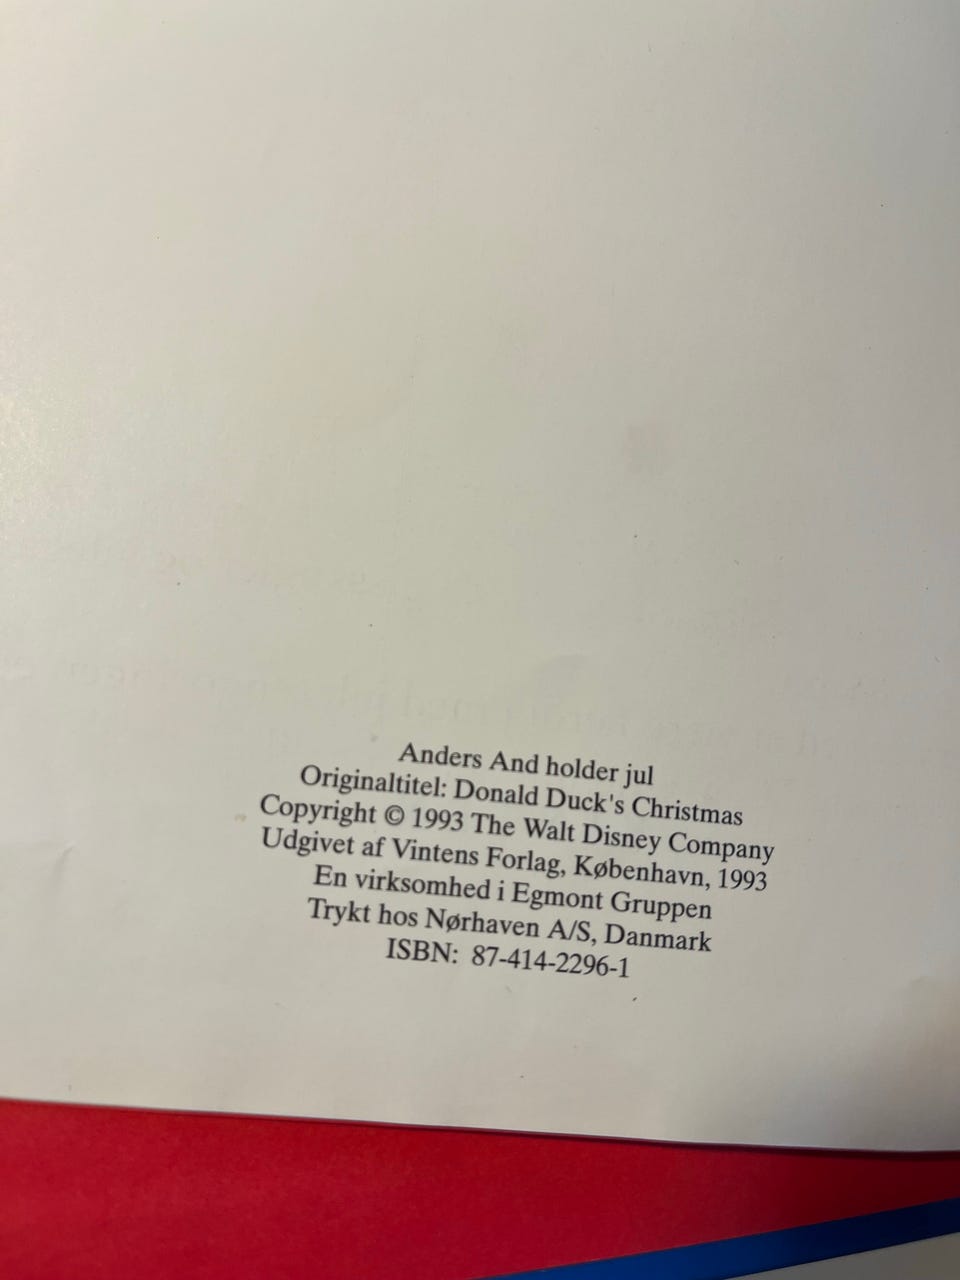 Anders And holder jul
Originaltitel: Donald Duck's Christmas
Copyright © 1993 The Walt Disney Company
Udgivet af Vintens Forlag, København, 1993
En virksomhed i Egmont Gruppen
Trykt hos Nørhaven A/S, Danmark
ISBN: 87-414-2296-1